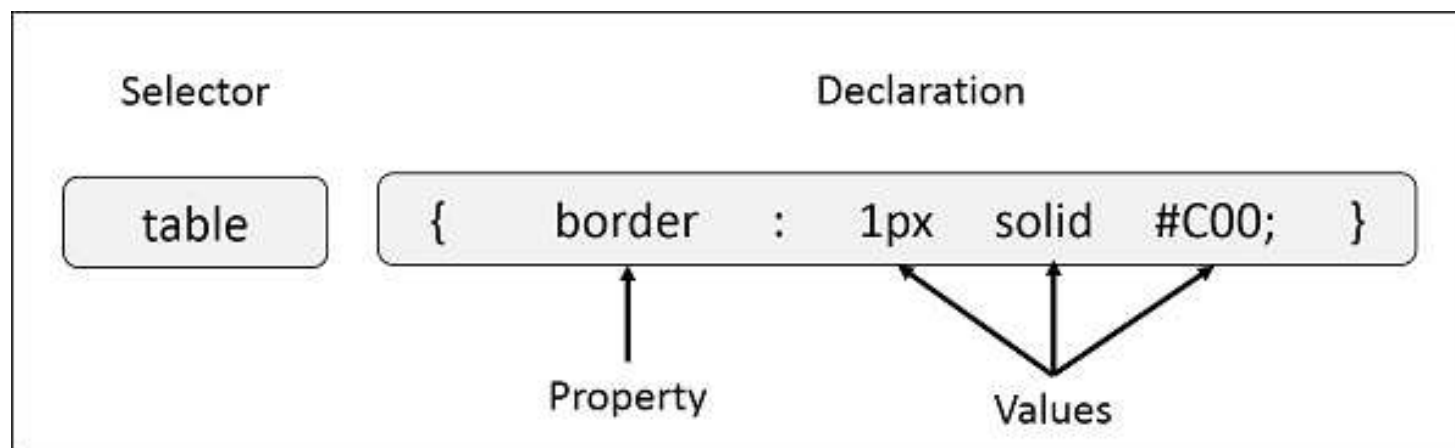 Selector Declaration
table { border : 1px solid #C00; }
Property Values